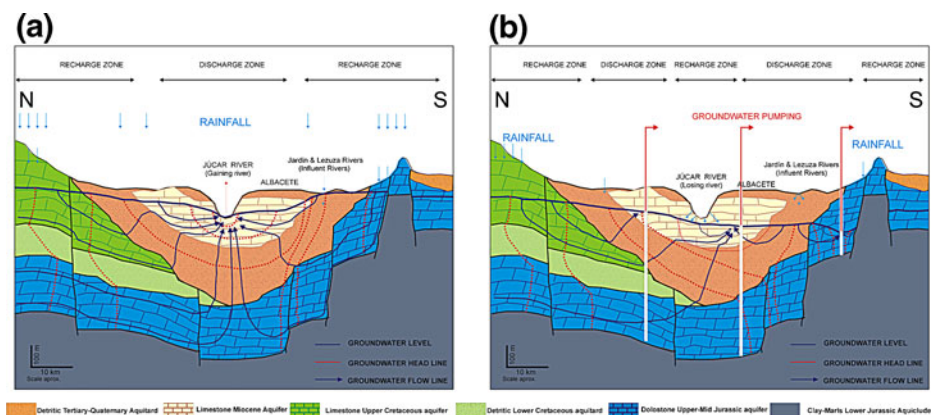 (a)
RECHARGE ZONE DISCHARGE ZONE RECHARGE ZONE
N S
RAINFALL
JÚCAR RIVER
(Gaining river)
Jardin & Lezuza Rivers
(Influent Rivers)
ALBACETE
100 m
10 km
Scale aprox.
GROUNDWATER LEVEL
GROUNDWATER HEAD LINE
GROUNDWATER FLOW LINE
(b)
RECHARGE ZONE DISCHARGE ZONE RECHARGE ZONE DISCHARGE ZONE RECHARGE ZONE
N S
GROUNDWATER PUMPING
RAINFALL RAINFALL
JÚCAR RIVER
(Losing river)
Jardin & Lezuza Rivers
(Influent Rivers)
ALBACETE
100 m
10 km
Scale aprox.
GROUNDWATER LEVEL
GROUNDWATER HEAD LINE
GROUNDWATER FLOW LINE
Detritic Tertiary-Quaternary Aquitard Limestone Miocene Aquifer Limestone Upper Cretaceous aquifer Detritic Lower Cretaceous aquitard Dolostone Upper-Mid Jurassic aquifer Clay-Marls Lower Jurassic Aquiclude